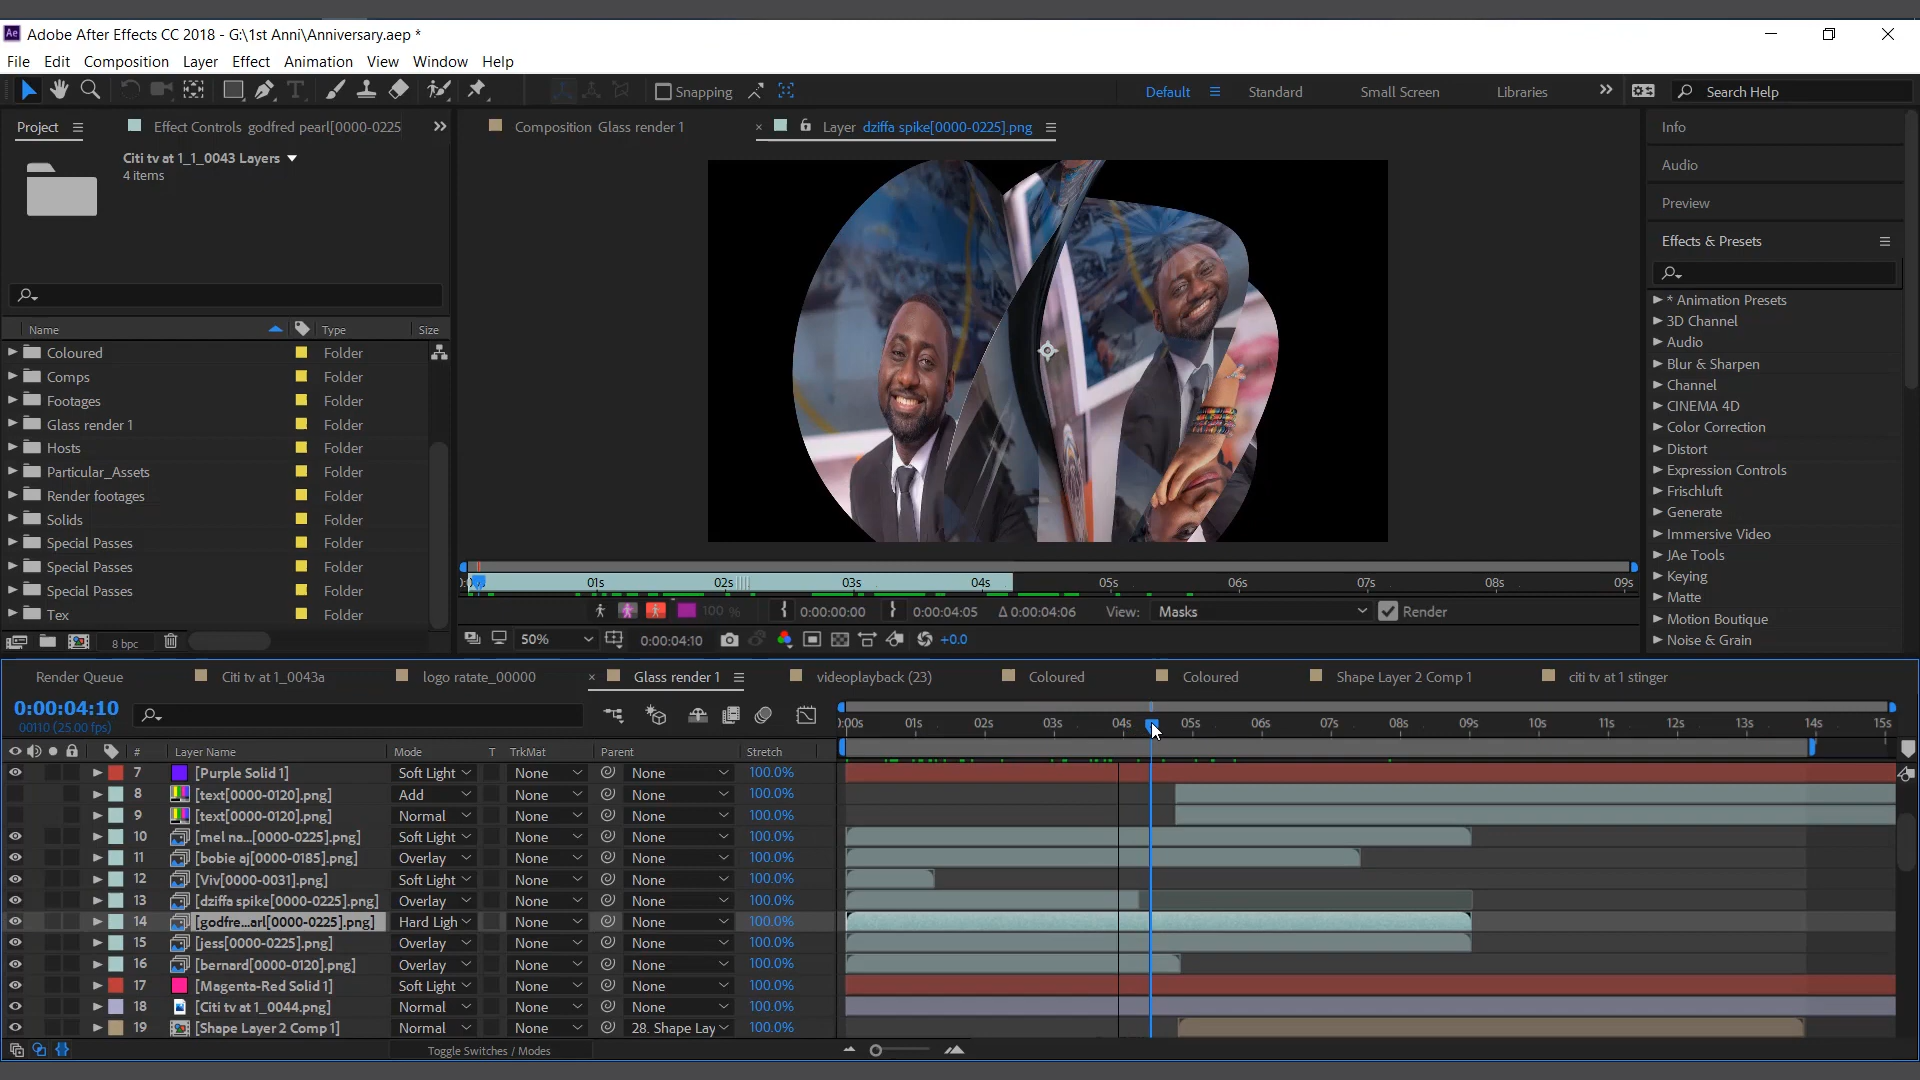 Adobe After Effects CC 2018 - G:\1st Anni\Anniversary.aep *
File Edit Composition Layer Effect Animation View Window Help
Snapping Default Standard Small Screen Libraries Search Help
Project Effect Controls godfred pearl[0000-0225 Composition Glass render 1 Layer dziffa spike[0000-0225].png Info
Citi tv at 1_1_0043 Layers
4 items
Audio
Preview
Effects & Presets
Name Type Size
Coloured Folder
Comps Folder
Footages Folder
Glass render 1 Folder
Hosts Folder
Particular_Assets Folder
Render footages Folder
Solids Folder
Special Passes Folder
Special Passes Folder
Special Passes Folder
Tex Folder
8 bpc
* Animation Presets
3D Channel
Audio
Blur & Sharpen
Channel
CINEMA 4D
Color Correction
Distort
Expression Controls
Frischluft
Generate
Immersive Video
JAe Tools
Keying
Matte
Motion Boutique
Noise & Grain
01s 02s 03s 04s 05s 06s 07s 08s 09s
100 % 0:00:00:00 0:00:04:05 Δ 0:00:04:06 View: Masks Render
50% 0:00:04:10 +0.0
Render Queue Citi tv at 1_0043a logo ratate_00000 Glass render 1 videoplayback (23) Coloured Coloured Shape Layer 2 Comp 1 citi tv at 1 stinger
0:00:04:10
00110 (25.00 fps)
:00s 01s 02s 03s 04s 05s 06s 07s 08s 09s 10s 11s 12s 13s 14s 15s
# Layer Name Mode T TrkMat Parent Stretch
7 [Purple Solid 1] Soft Light None None 100.0%
8 [text[0000-0120].png] Add None None 100.0%
9 [text[0000-0120].png] Normal None None 100.0%
10 [mel na...[0000-0225].png] Soft Light None None 100.0%
11 [bobie aj[0000-0185].png] Overlay None None 100.0%
12 [Viv[0000-0031].png] Soft Light None None 100.0%
13 [dziffa spike[0000-0225].png] Overlay None None 100.0%
14 [godfre...arl[0000-0225].png] Hard Ligh None None 100.0%
15 [jess[0000-0225].png] Overlay None None 100.0%
16 [bernard[0000-0120].png] Overlay None None 100.0%
17 [Magenta-Red Solid 1] Soft Light None None 100.0%
18 [Citi tv at 1_0044.png] Normal None None 100.0%
19 [Shape Layer 2 Comp 1] Normal None 28. Shape Lay 100.0%
Toggle Switches / Modes